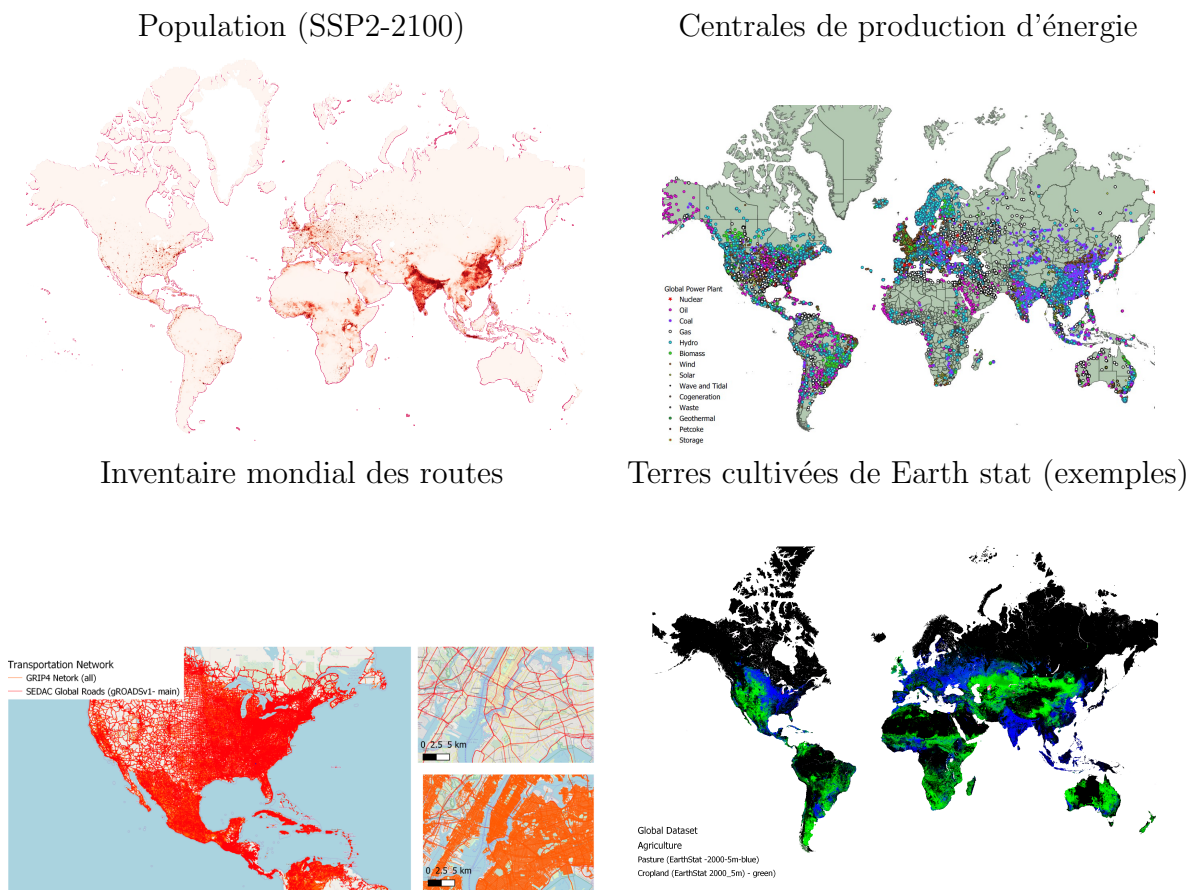 Population (SSP2-2100)
Centrales de production d'énergie
Global Power Plant
Nuclear
Oil
Coal
Gas
Hydro
Biomass
Wind
Solar
Wave and Tidal
Cogeneration
Waste
Geothermal
Petcoke
Storage
Inventaire mondial des routes
Terres cultivées de Earth stat (exemples)
Transportation Network
GRIP4 Netork (all)
SEDAC Global Roads (gROADSv1- main)
0 2.5 5 km
0 2.5 5 km
Global Dataset
Agriculture
Pasture (EarthStat -2000-5m-blue)
Cropland (EarthStat 2000_5m) - green)